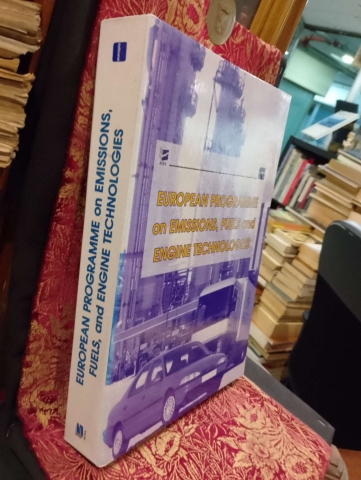 EUROPEAN PROGRAMME
on EMISSIONS, FUELS and
ENGINE TECHNOLOGIES
EUROPEAN PROGRAMME on EMISSIONS,
FUELS, and ENGINE TECHNOLOGIES